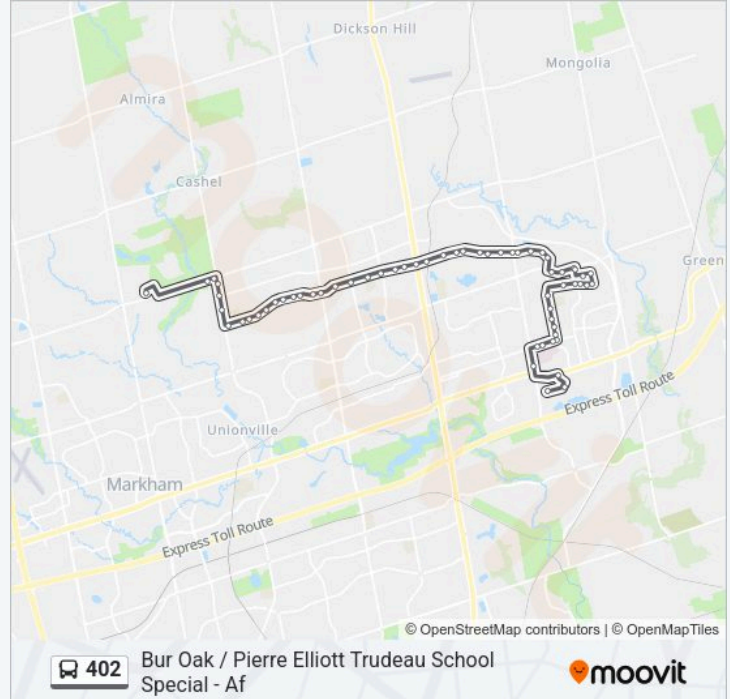 Dickson Hill
Mongolia
Almira
Cashel
Green
Express Toll Route
Unionville
Markham
Express Toll Route
© OpenStreetMap contributors | © OpenMapTiles
402
Bur Oak / Pierre Elliott Trudeau School
Special - Af
moovit